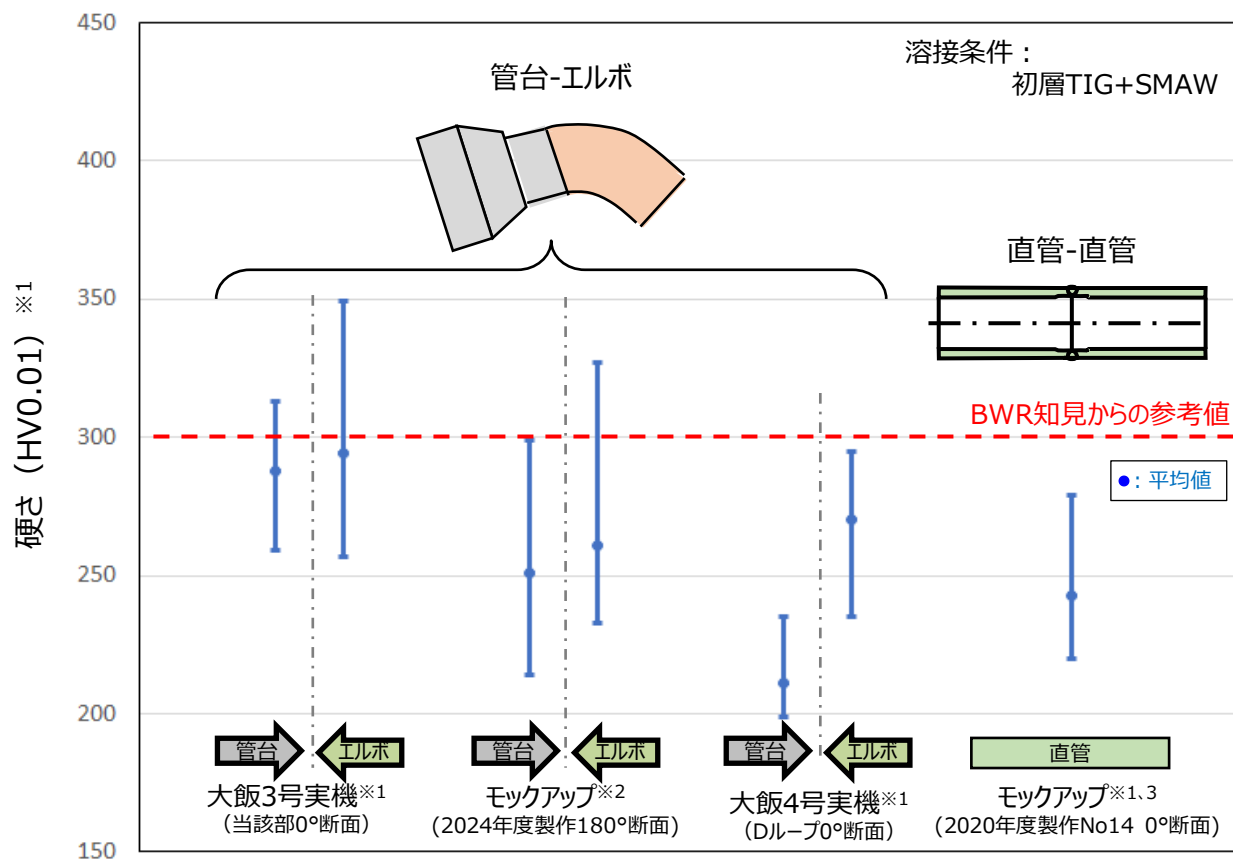 450
400
350
300
250
200
150
硬さ（HV0.01）※1
溶接条件：
初層TIG+SMAW
管台-エルボ
直管-直管
BWR知見からの参考値
●：平均値
管台
エルボ
管台
エルボ
管台
エルボ
直管
大飯3号実機※1
（当該部0°断面）
モックアップ※2
（2024年度製作180°断面）
大飯4号実機※1
（Dループ0°断面）
モックアップ※1､3
（2020年度製作No14 0°断面）